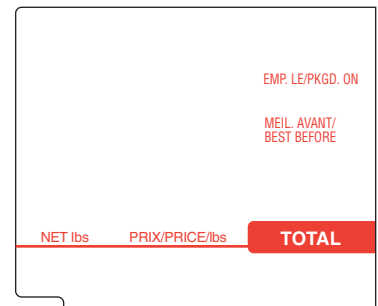 EMP. LE/PKGD. ON
MEIL. AVANT/
BEST BEFORE
NET lbs PRIX/PRICE/lbs TOTAL